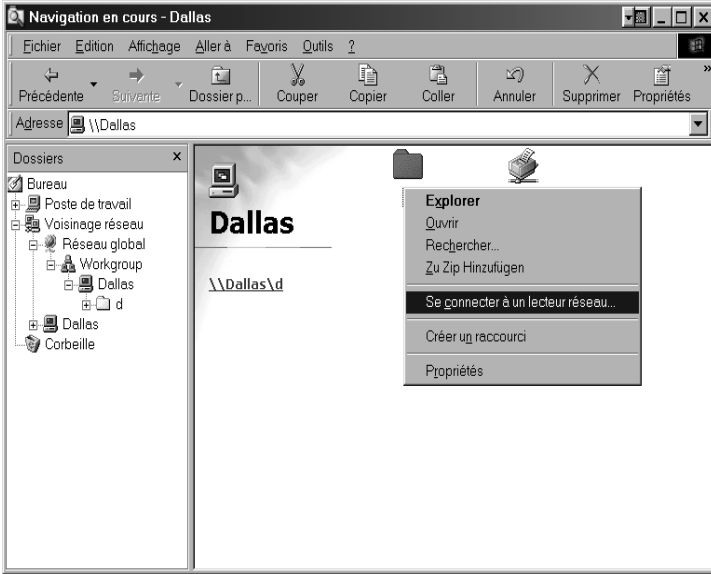 Navigation en cours - Dallas
Fichier Edition Affichage Aller à Favoris Outils ?
Précédente Suivante Dossier p... Couper Copier Coller Annuler Supprimer Propriétés »
Adresse \\Dallas
Dossiers x
Bureau
Poste de travail
Voisinage réseau
Réseau global
Workgroup
Dallas
d
Dallas
Corbeille
Dallas
\\Dallas\d
Explorer
Ouvrir
Rechercher...
Zu Zip Hinzufügen
Se connecter à un lecteur réseau...
Créer un raccourci
Propriétés